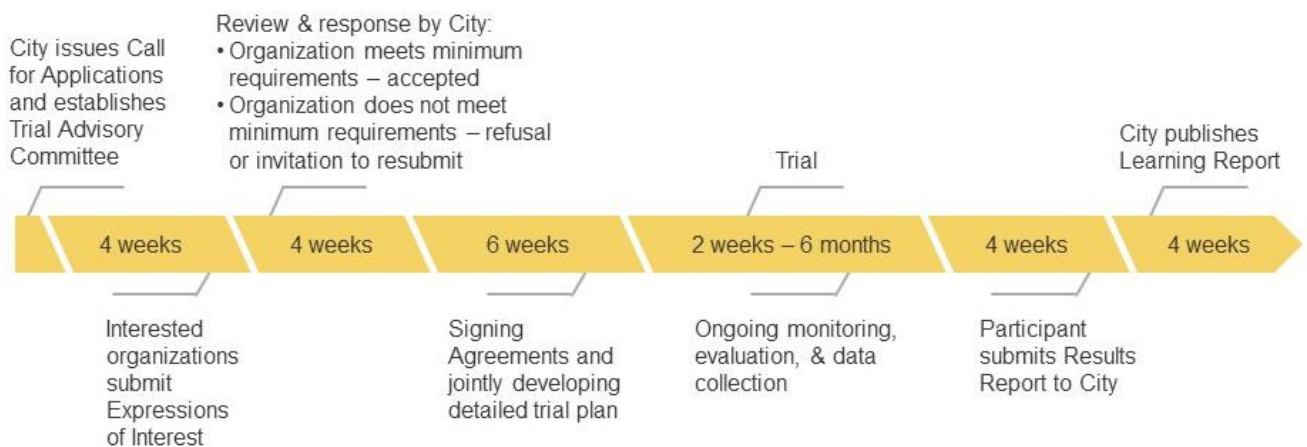 City issues Call
for Applications
and establishes
Trial Advisory
Committee
Review & response by City:
• Organization meets minimum
requirements – accepted
• Organization does not meet
minimum requirements – refusal
or invitation to resubmit
Trial
City publishes
Learning Report
4 weeks
4 weeks
6 weeks
2 weeks – 6 months
4 weeks
4 weeks
Interested
organizations
submit
Expressions
of Interest
Signing
Agreements and
jointly developing
detailed trial plan
Ongoing monitoring,
evaluation, & data
collection
Participant
submits Results
Report to City